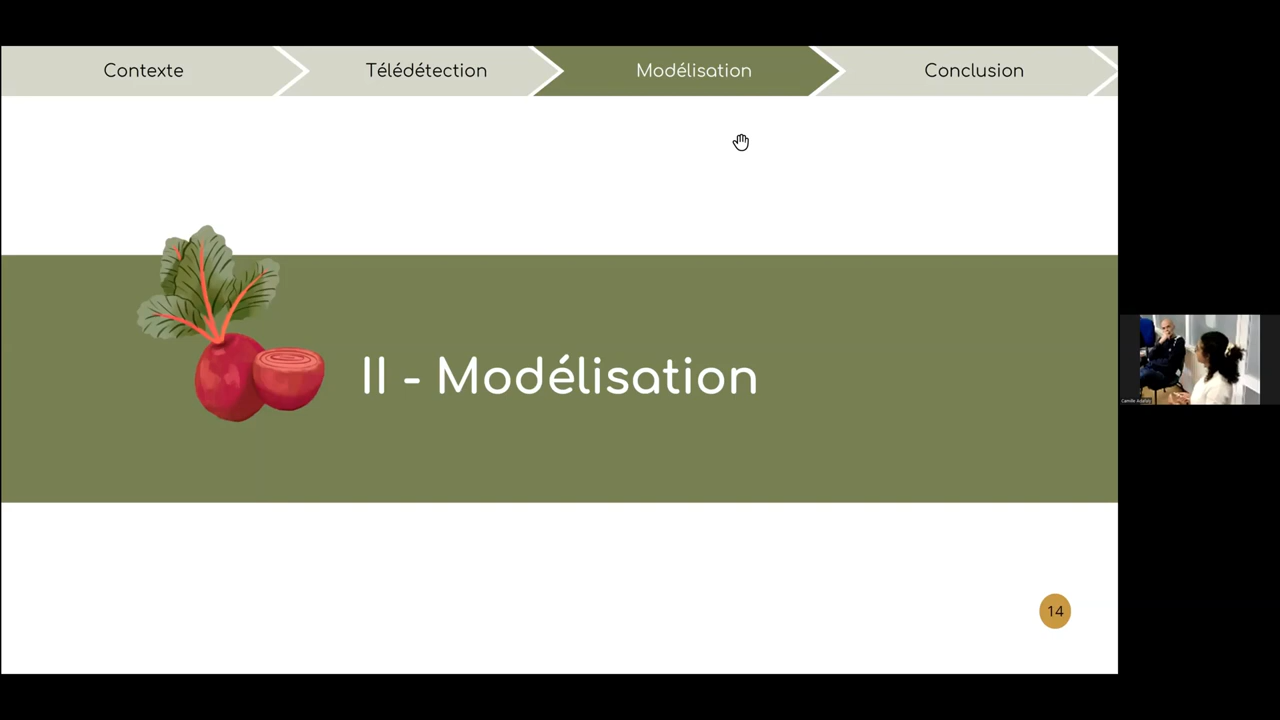 Contexte
Télédétection
Modélisation
Conclusion
II - Modélisation
14